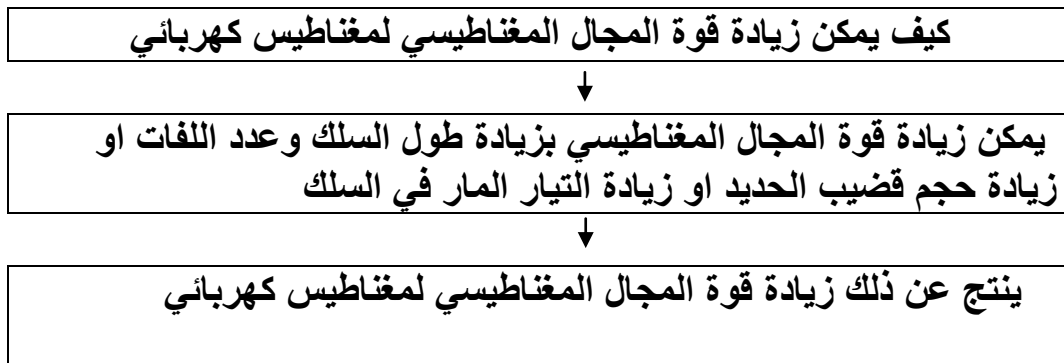 كيف يمكن زيادة قوة المجال المغناطيسي لمغناطيس كهربائي
يمكن زيادة قوة المجال المغناطيسي بزيادة طول السلك وعدد اللفات او
زيادة حجم قضيب الحديد او زيادة التيار المار في السلك
ينتج عن ذلك زيادة قوة المجال المغناطيسي لمغناطيس كهربائي